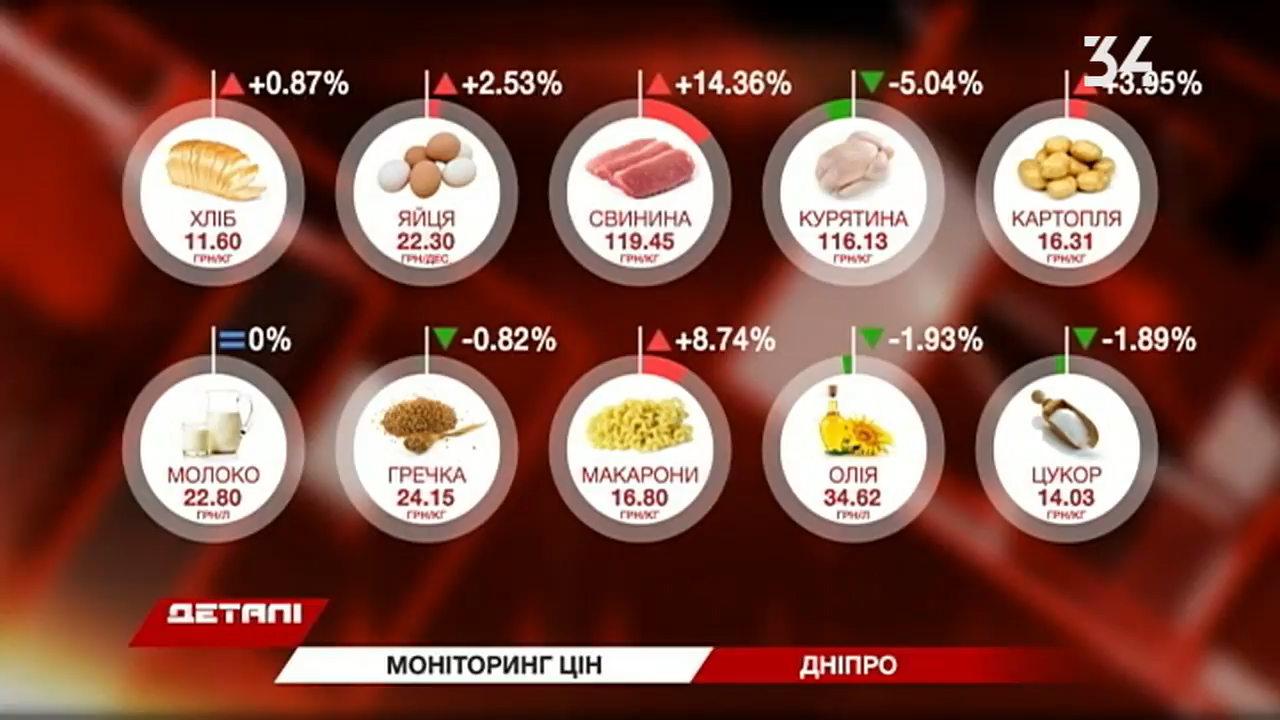 34
+0.87%
+2.53%
+14.36%
-5.04%
+3.95%
ХЛІБ
11.60
ГРН/КГ
ЯЙЦЯ
22.30
ГРН/ДЕС
СВИНИНА
119.45
ГРН/КГ
КУРЯТИНА
116.13
ГРН/КГ
КАРТОПЛЯ
16.31
ГРН/КГ
0%
-0.82%
+8.74%
-1.93%
-1.89%
МОЛОКО
22.80
ГРН/Л
ГРЕЧКА
24.15
ГРН/КГ
МАКАРОНИ
16.80
ГРН/КГ
ОЛІЯ
34.62
ГРН/Л
ЦУКОР
14.03
ГРН/КГ
ДЕТАЛІ
МОНІТОРИНГ ЦІН
ДНІПРО